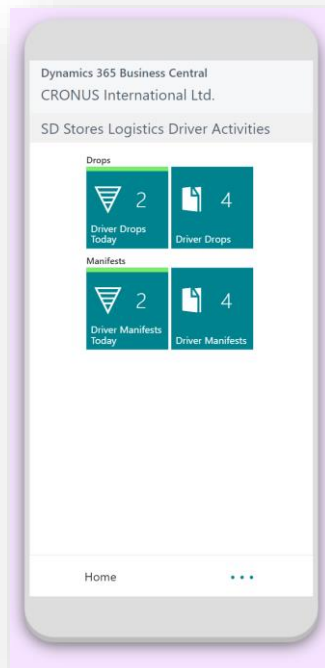 Dynamics 365 Business Central
CRONUS International Ltd.
SD Stores Logistics Driver Activities
Drops
2
Driver Drops
Today
4
Driver Drops
Manifests
2
Driver Manifests
Today
4
Driver Manifests
Home